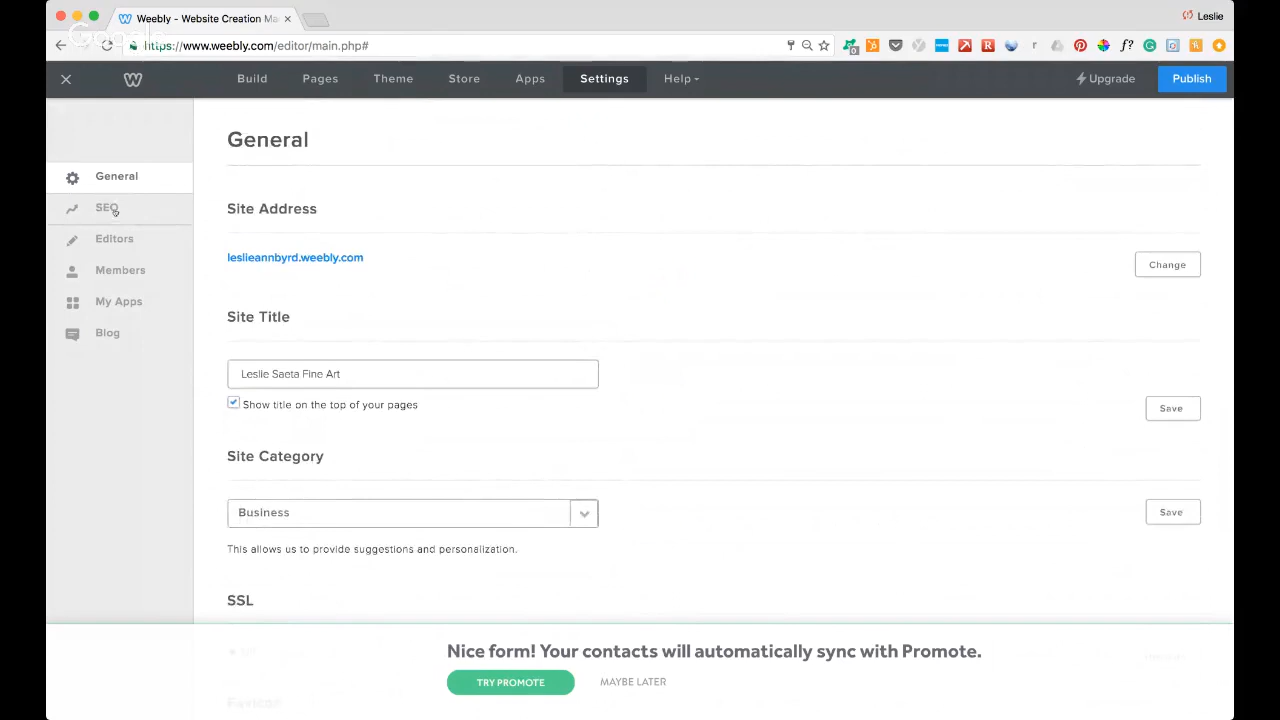 Weebly - Website Creation Ma
Leslie
Google
https://www.weebly.com/editor/main.php#
Build
Pages
Theme
Store
Apps
Settings
Help
Upgrade
Publish
General
SEO
Editors
Members
My Apps
Blog
General
Site Address
leslieannbyrd.weebly.com
Change
Site Title
Leslie Saeta Fine Art
Show title on the top of your pages
Save
Site Category
Business
Save
This allows us to provide suggestions and personalization.
SSL
Nice form! Your contacts will automatically sync with Promote.
TRY PROMOTE
MAYBE LATER
Favicon